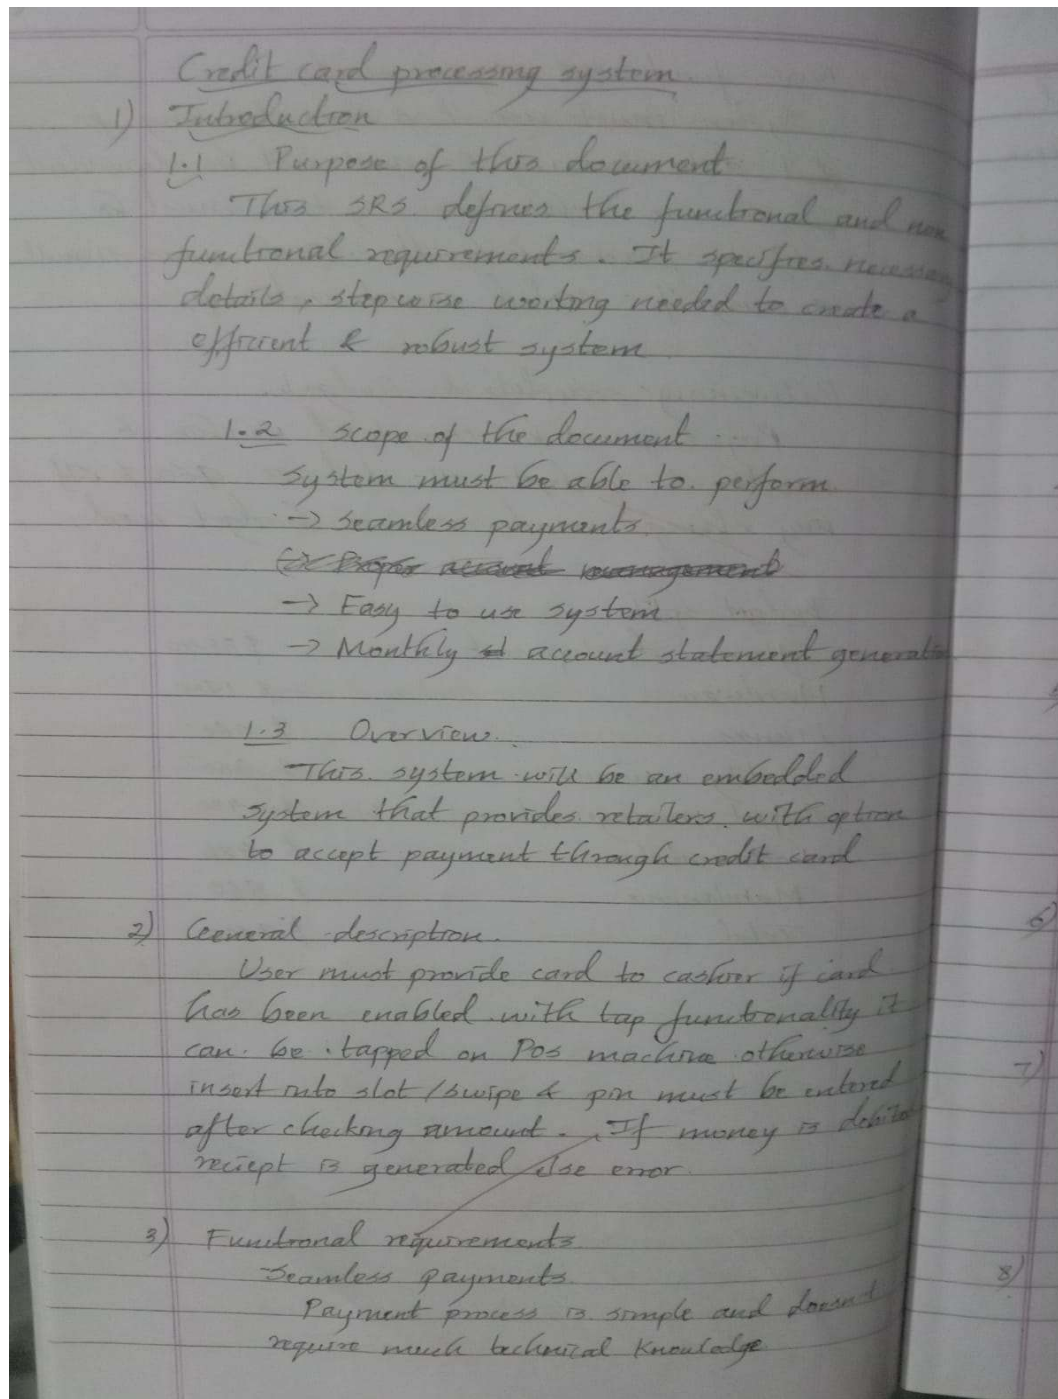 Credit card processing system
1) Introduction
1.1 : Purpose of this document
This SRS defines the functional and non
functional requirements. It specifies necessary
details, stepwise working needed to create a
efficient & robust system
1.2 scope of the document
System must be able to perform
-> seamless payments
-> Easy to use system
-> Monthly account statement generation
1.3 Overview.
This system will be an embedded
system that provides retailers with option
to accept payment through credit card
2) General description.
User must provide card to cashier if card
has been enabled with tap functionality it
can be tapped on Pos machine otherwise
insert into slot / swipe & pin must be entered
after checking amount. If money is debited
reciept is generated else error
3) Functional requirements
Seamless payments
Payment process is simple and doesn't
require much technical knowledge
6)
7)
8)